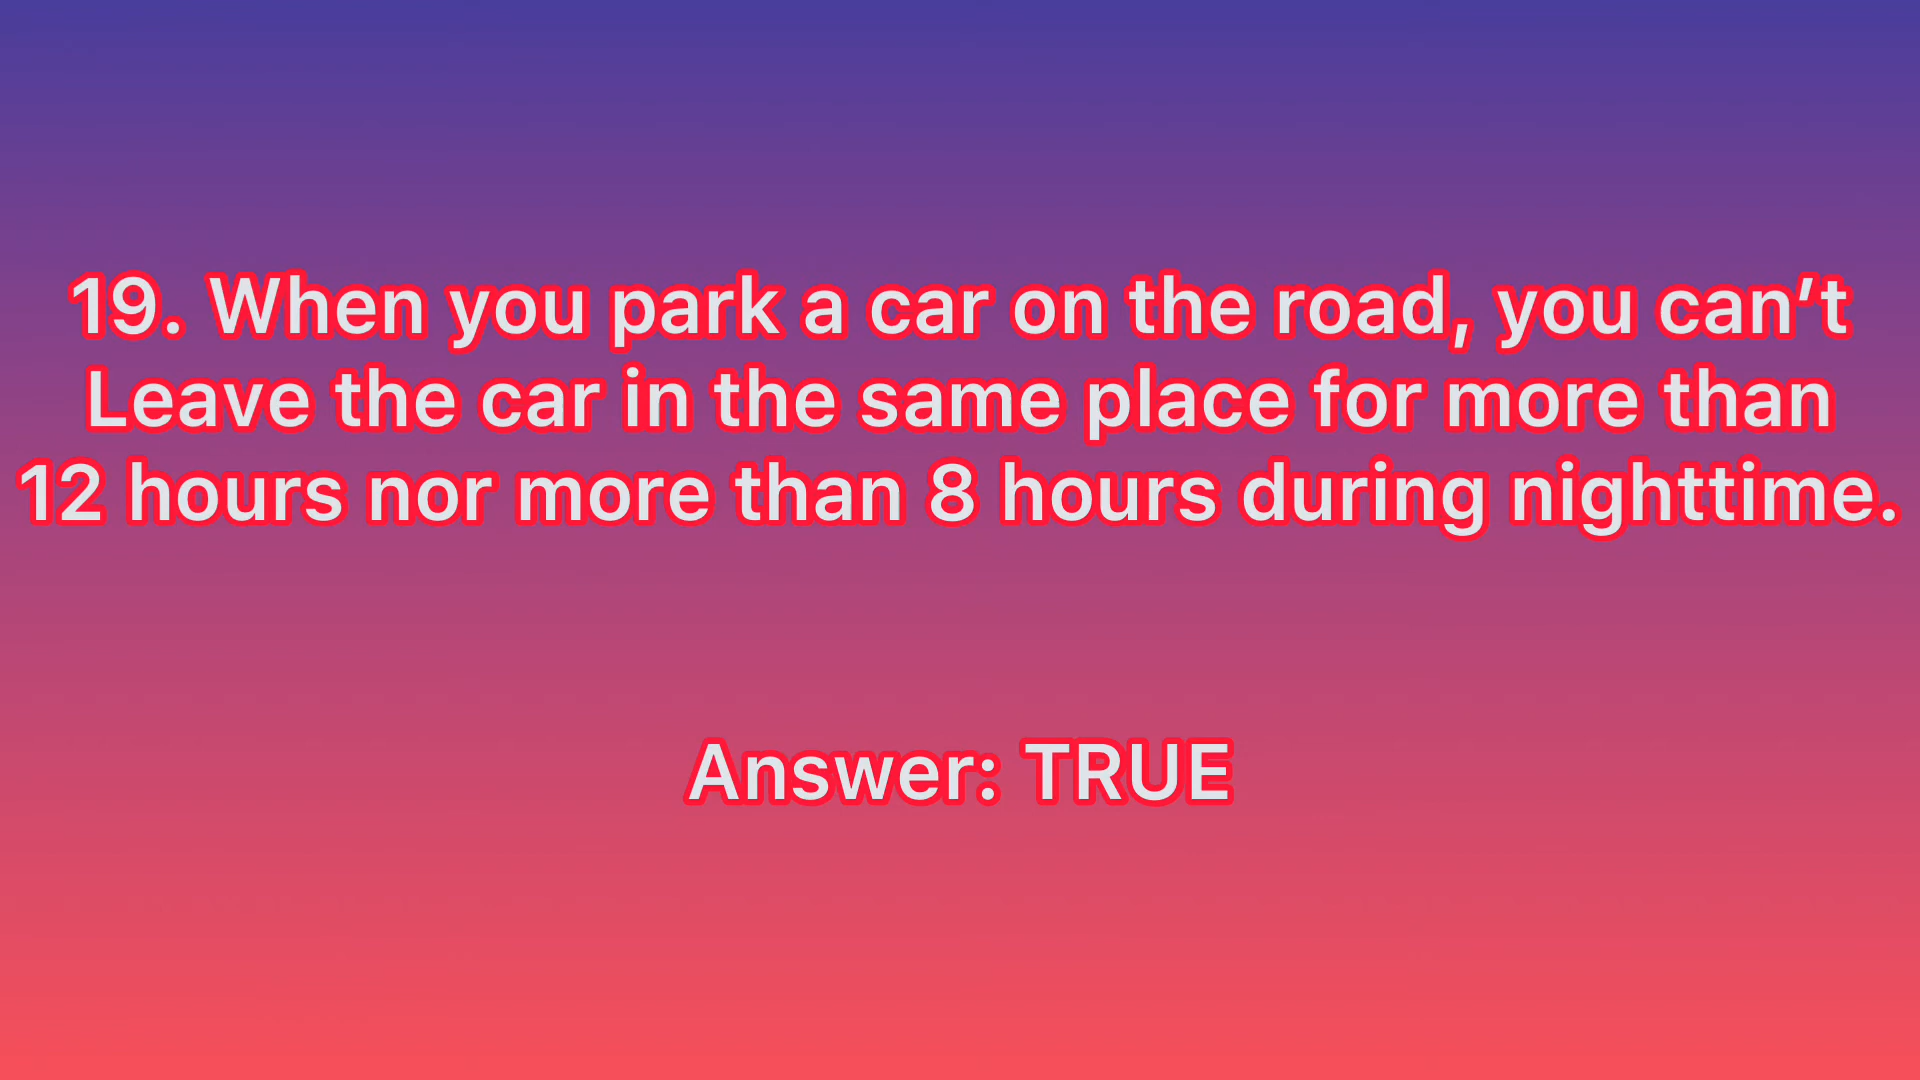 19. When you park a car on the road, you can’t
Leave the car in the same place for more than
12 hours nor more than 8 hours during nighttime.
Answer: TRUE